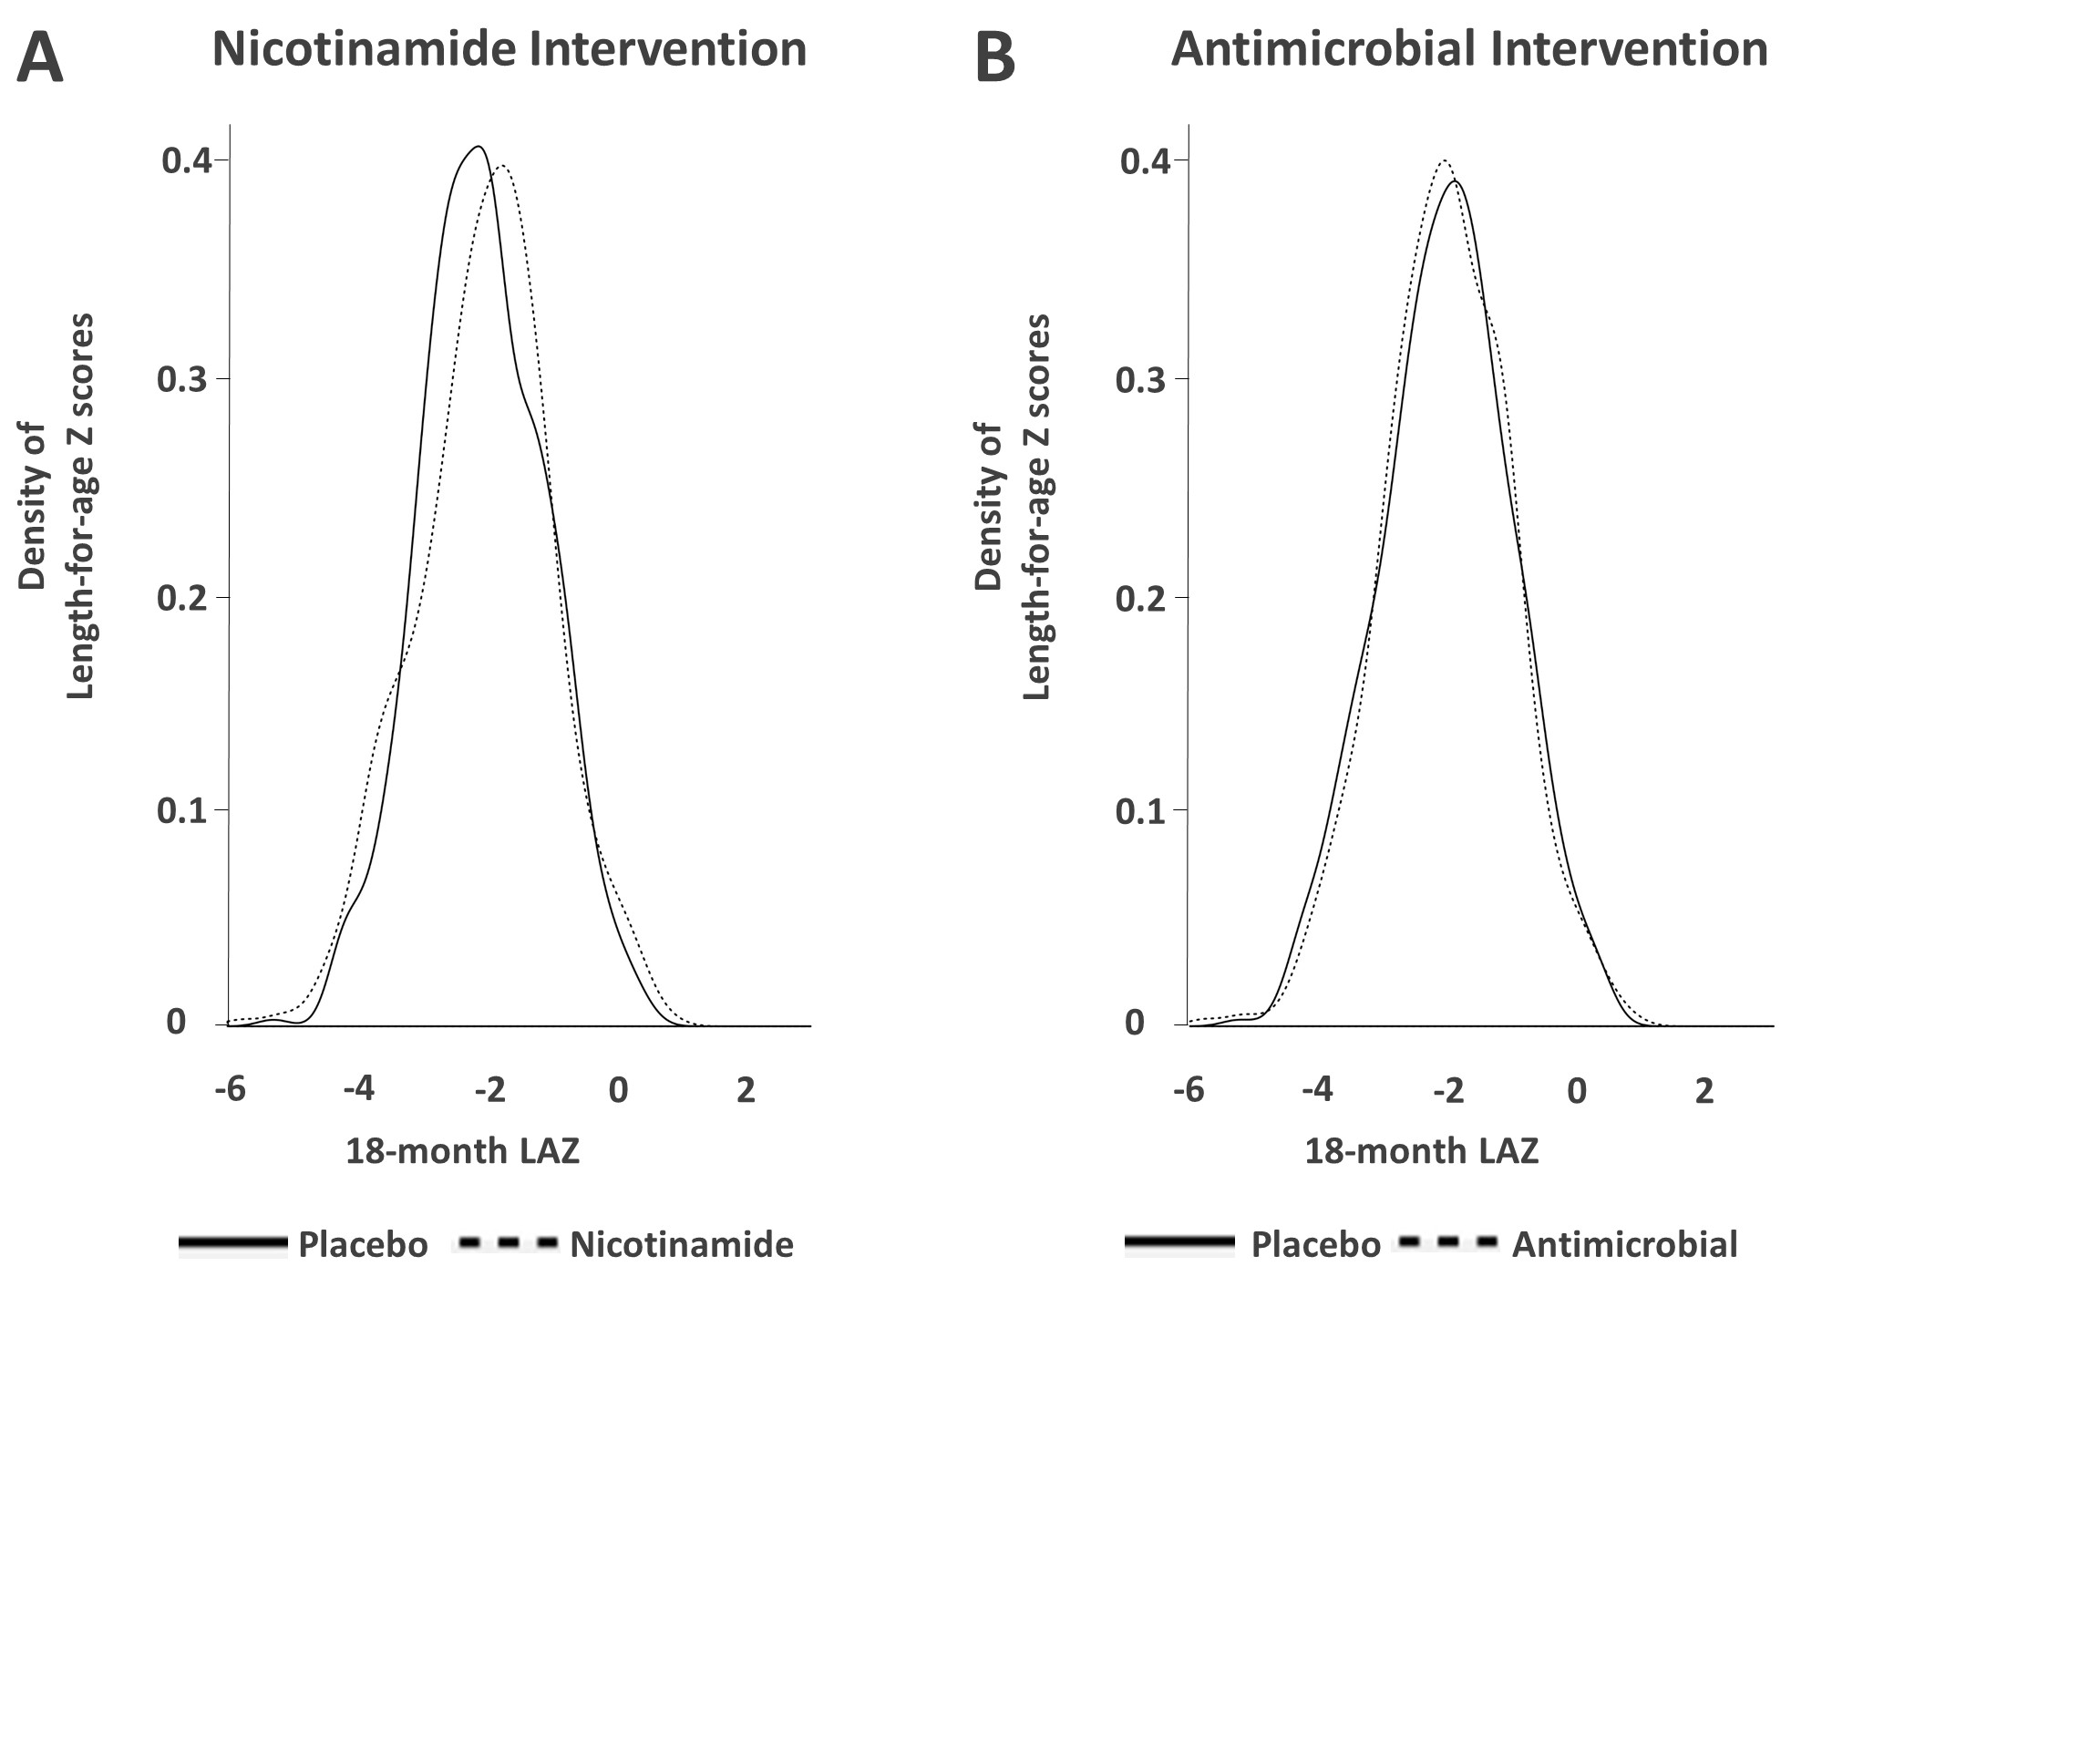 A
Nicotinamide Intervention
Density of
Length-for-age Z scores
0.4
0.3
0.2
0.1
0
-6 -4 -2 0 2
18-month LAZ
Placebo Nicotinamide
B
Antimicrobial Intervention
Density of
Length-for-age Z scores
0.4
0.3
0.2
0.1
0
-6 -4 -2 0 2
18-month LAZ
Placebo Antimicrobial